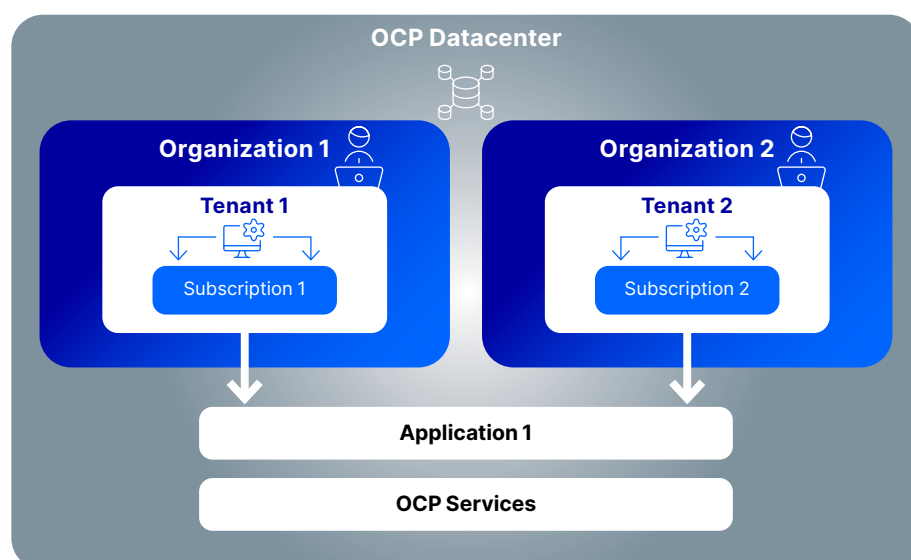 OCP Datacenter
Organization 1
Organization 2
Tenant 1
Tenant 2
Subscription 1
Subscription 2
Application 1
OCP Services